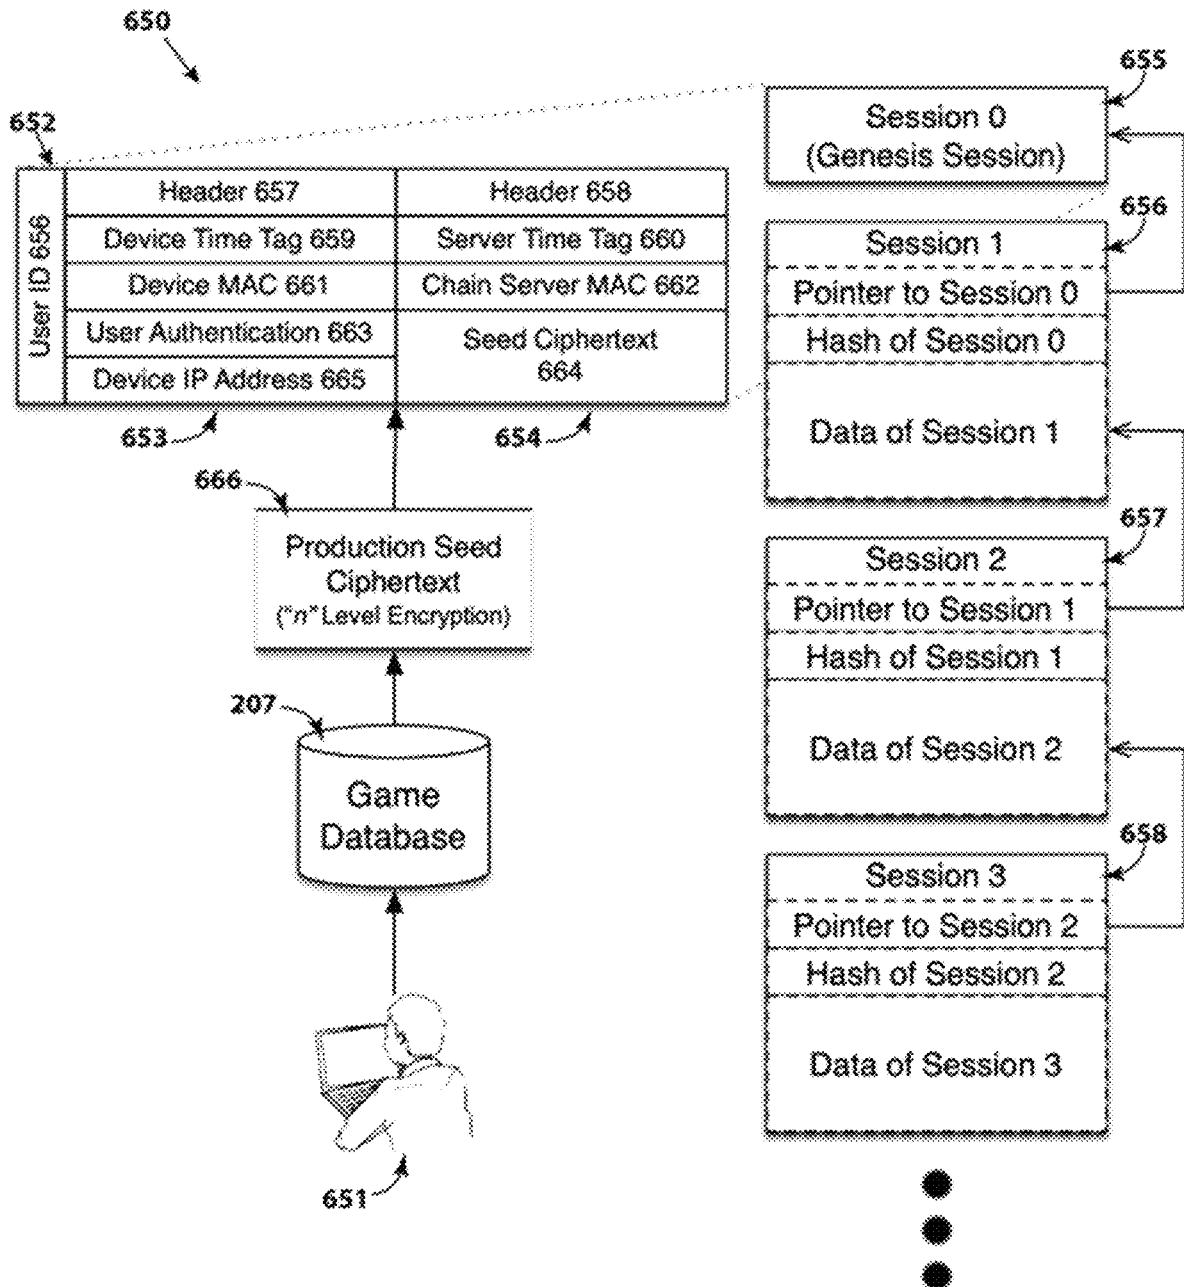 650
652
User ID 656
Header 657
Header 658
Device Time Tag 659
Server Time Tag 660
Device MAC 661
Chain Server MAC 662
User Authentication 663
Seed Ciphertext
664
Device IP Address 665
653
654
666
Production Seed
Ciphertext
("n" Level Encryption)
207
Game
Database
651
655
Session 0
(Genesis Session)
656
Session 1
Pointer to Session 0
Hash of Session 0
Data of Session 1
657
Session 2
Pointer to Session 1
Hash of Session 1
Data of Session 2
658
Session 3
Pointer to Session 2
Hash of Session 2
Data of Session 3